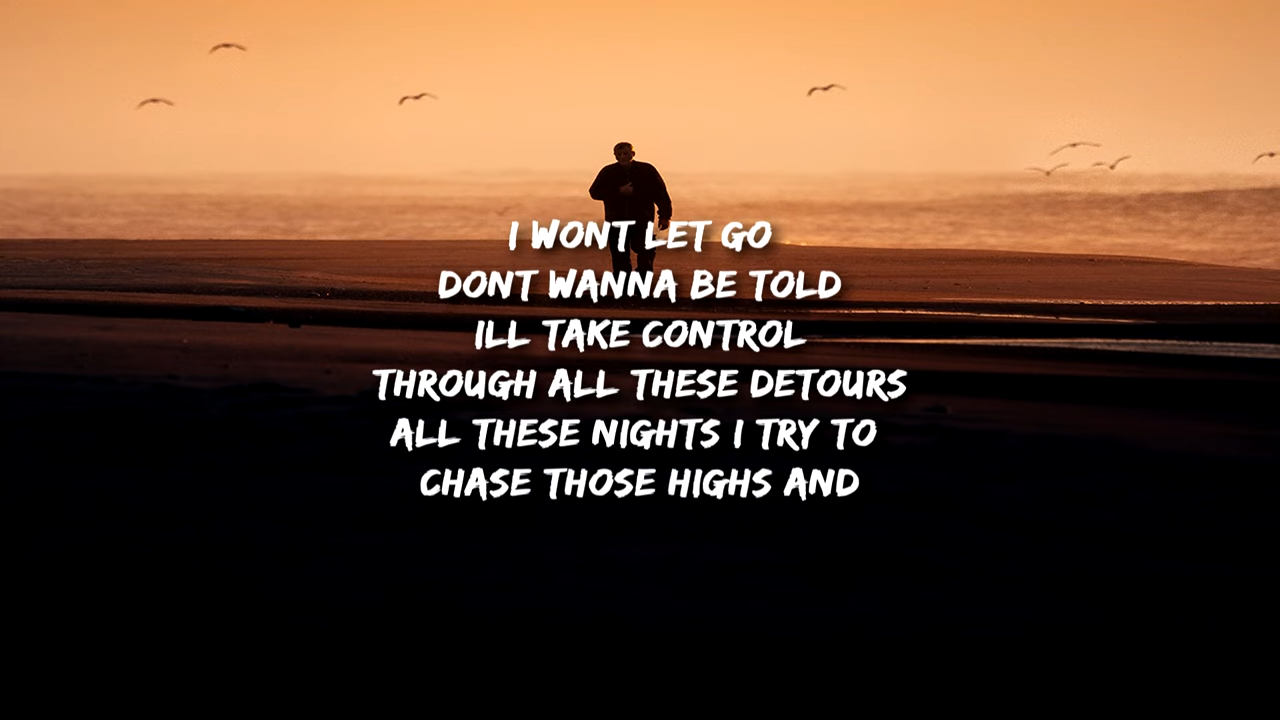 I WONT LET GO
DONT WANNA BE TOLD
ILL TAKE CONTROL
THROUGH ALL THESE DETOURS
ALL THESE NIGHTS I TRY TO
CHASE THOSE HIGHS AND